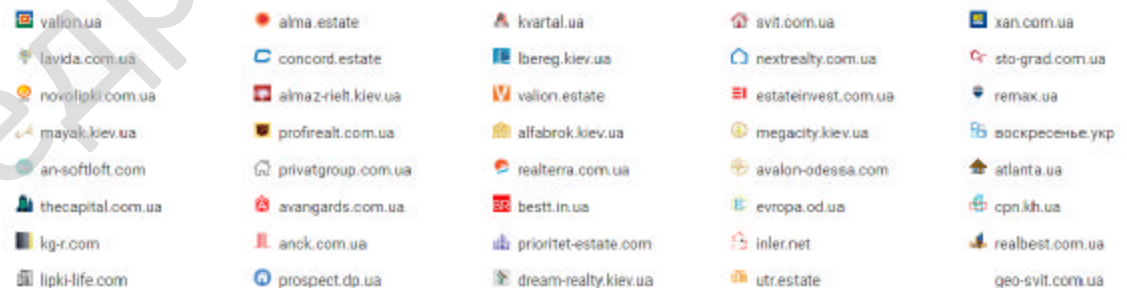 valion.ua alma.estate kvartal.ua svit.com.ua xan.com.ua
lavida.com.ua concord.estate lbereg.kiev.ua nextrealty.com.ua sto-grad.com.ua
novolipki.com.ua almaz-rielt.kiev.ua valion.estate estateinvest.com.ua remax.ua
mayak.kiev.ua profirealt.com.ua alfabrok.kiev.ua megacity.kiev.ua воскресенье.укр
an-softloft.com privatgroup.com.ua realterra.com.ua avalon-odessa.com atlanta.ua
thecapital.com.ua avangards.com.ua bestt.in.ua evropa.od.ua cpn.kh.ua
kg-r.com anck.com.ua prioritet-estate.com inler.net realbest.com.ua
lipki-life.com prospect.dp.ua dream-realty.kiev.ua utr.estate geo-svit.com.ua